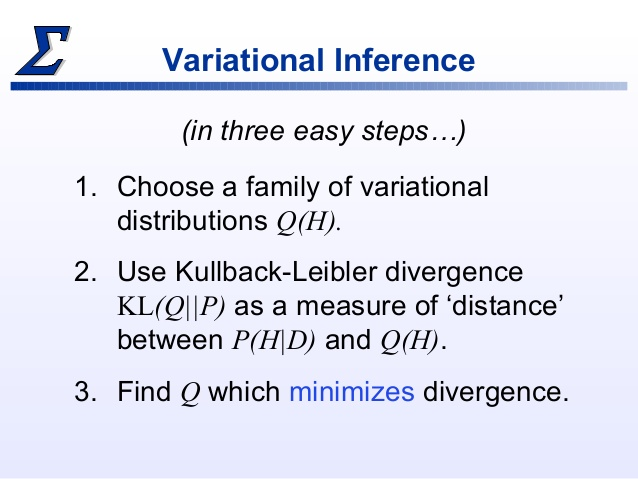 Σ
Variational Inference
(in three easy steps…)
1. Choose a family of variational
distributions Q(H).
2. Use Kullback-Leibler divergence
KL(Q||P) as a measure of ‘distance’
between P(H|D) and Q(H).
3. Find Q which minimizes divergence.